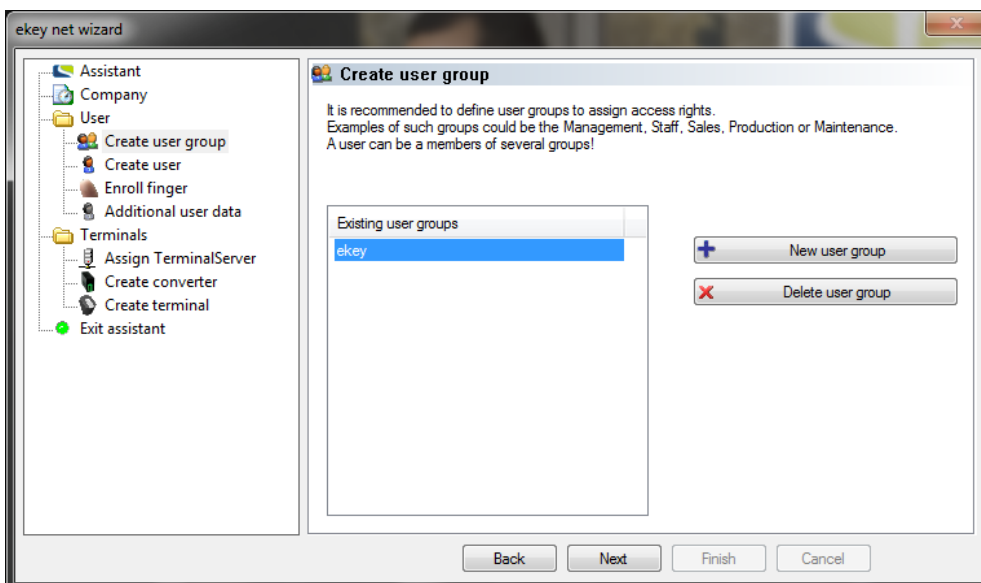 ekey net wizard
Assistant
Company
User
Create user group
Create user
Enroll finger
Additional user data
Terminals
Assign TerminalServer
Create converter
Create terminal
Exit assistant
Create user group
It is recommended to define user groups to assign access rights.
Examples of such groups could be the Management, Staff, Sales, Production or Maintenance.
A user can be a members of several groups!
Existing user groups
ekey
New user group
Delete user group
Back Next Finish Cancel